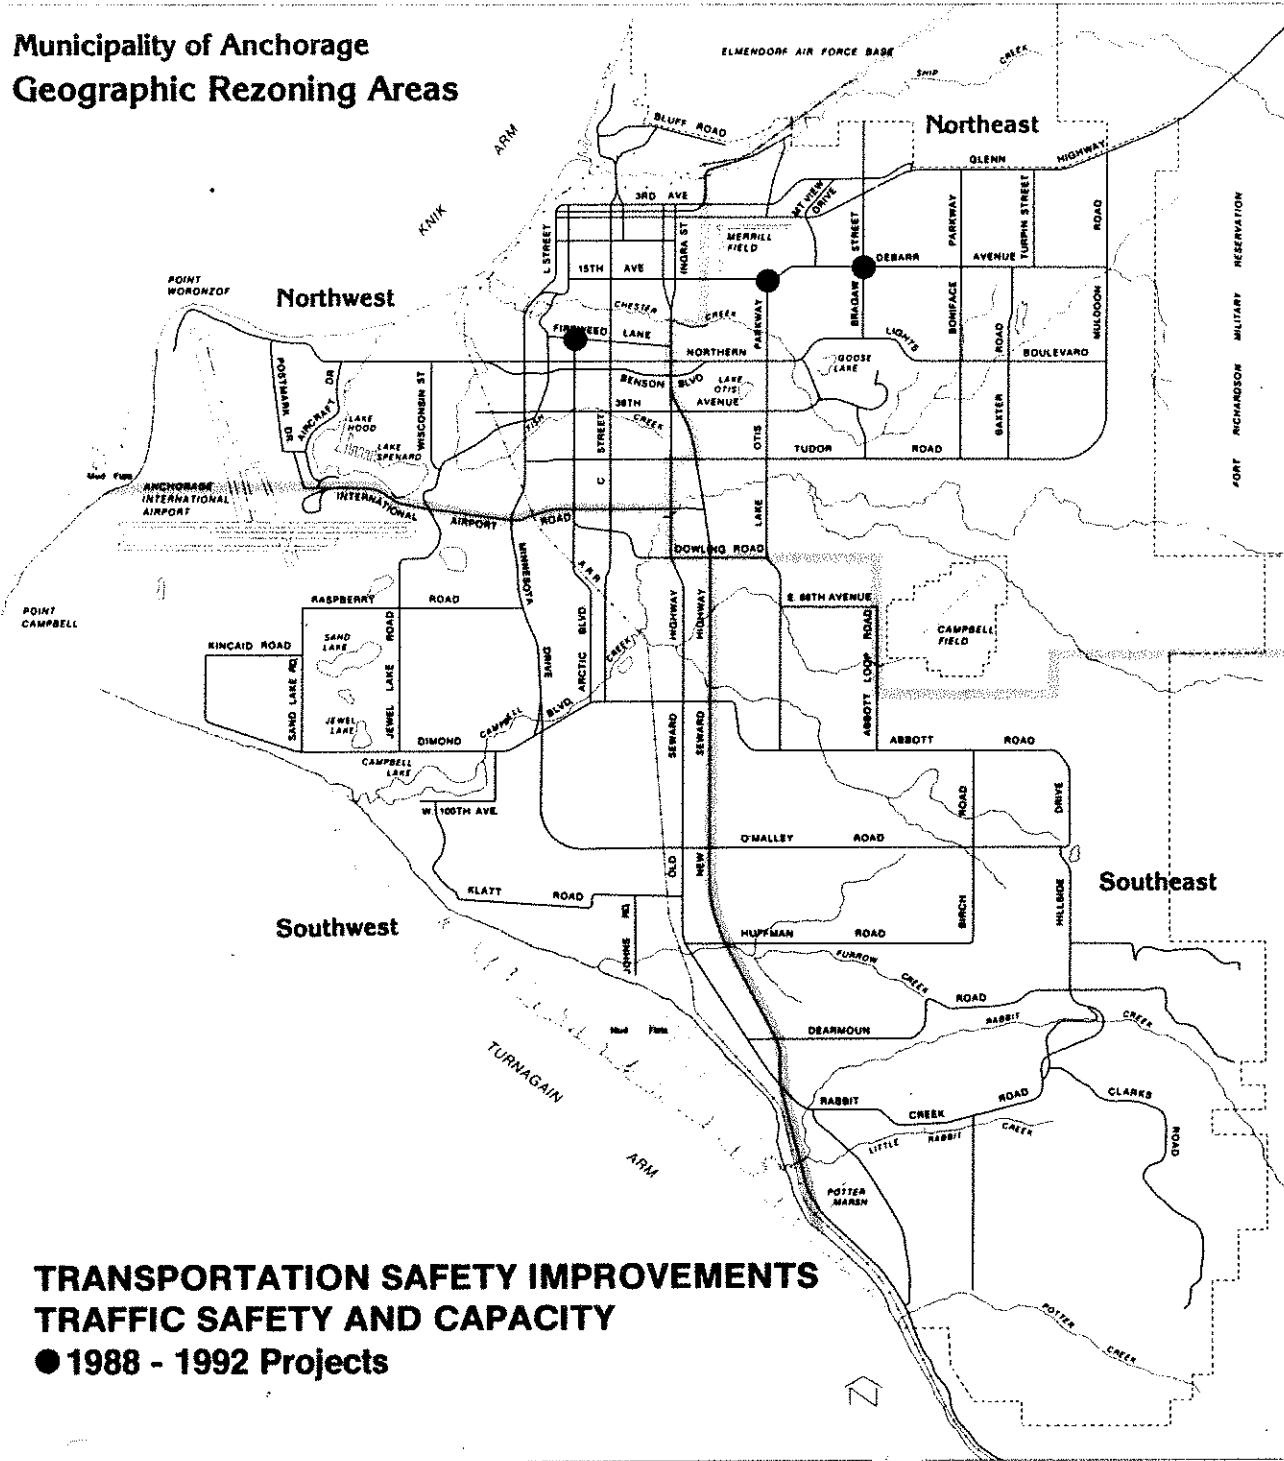 Municipality of Anchorage
Geographic Rezoning Areas
ELMENDORF AIR FORCE BASE
SHIP CREEK
BLUFF ROAD
Northeast
KNIK ARM
GLENN HIGHWAY
3RD AVE
MT VIEW DRIVE
L STREET
INGRA ST
MERRILL FIELD
STREET
PARKWAY
TURPIN STREET
ROAD
FORT RICHARDSON MILITARY RESERVATION
15TH AVE
DEBARR AVENUE
POINT WORONZOF
Northwest
CHESTER CREEK
PARKWAY
BRAGAW
BONIFACE
ROAD
MULDOON
FIREWEED LANE
NORTHERN LIGHTS BOULEVARD
POSTMARK DR
AIRCRAFT DR
WISCONSIN ST
BENSON BLVD
LAKE OTIS
GOOSE LAKE
36TH AVENUE
LAKE HOOD
LAKE SPENARD
FISH CREEK
C STREET
OTIS
BAXTER
TUDOR ROAD
Mud Flats
ANCHORAGE INTERNATIONAL AIRPORT
INTERNATIONAL AIRPORT ROAD
LAKE
DOWLING ROAD
MINNESOTA
ARR
RASPBERRY ROAD
E. 68TH AVENUE
POINT CAMPBELL
KINCAID ROAD
SAND LAKE
SAND LAKE DR
JEWEL LAKE ROAD
JEWEL LAKE
DRIVE
ARCTIC BLVD.
CREEK
HIGHWAY
HIGHWAY
ABBOTT LOOP ROAD
CAMPBELL FIELD
DIMOND BLVD.
CAMPBELL
CAMPBELL LAKE
SEWARD
SEWARD
ABBOTT ROAD
W. 100TH AVE.
ROAD
DRIVE
O'MALLEY ROAD
OLD
NEW
KLATT ROAD
Southeast
Southwest
JOHNS RD.
BIRCH
HILLSIDE
HUFFMAN ROAD
FURROW CREEK
Mud Flats
ROAD
RABBIT CREEK
DEARMOUN
TURNAGAIN ARM
RABBIT CREEK ROAD
CLARKS ROAD
LITTLE RABBIT CREEK
POTTER MARSH
TRANSPORTATION SAFETY IMPROVEMENTS
TRAFFIC SAFETY AND CAPACITY
1988 - 1992 Projects
POTTER CREEK
N